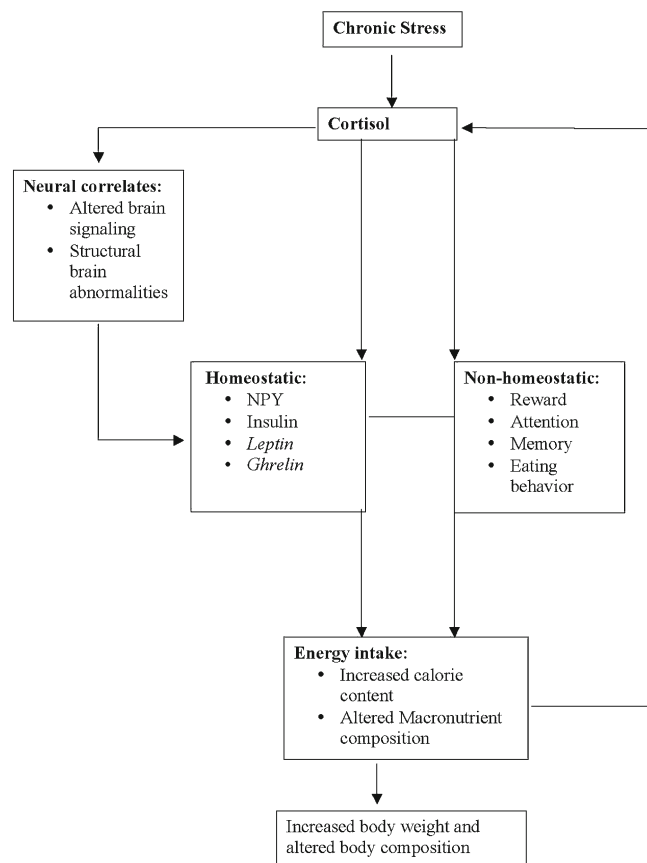 Chronic Stress
Cortisol
Neural correlates:
• Altered brain
signaling
• Structural
brain
abnormalities
Homeostatic:
• NPY
• Insulin
• Leptin
• Ghrelin
Non-homeostatic:
• Reward
• Attention
• Memory
• Eating
behavior
Energy intake:
• Increased calorie
content
• Altered Macronutrient
composition
Increased body weight and
altered body composition